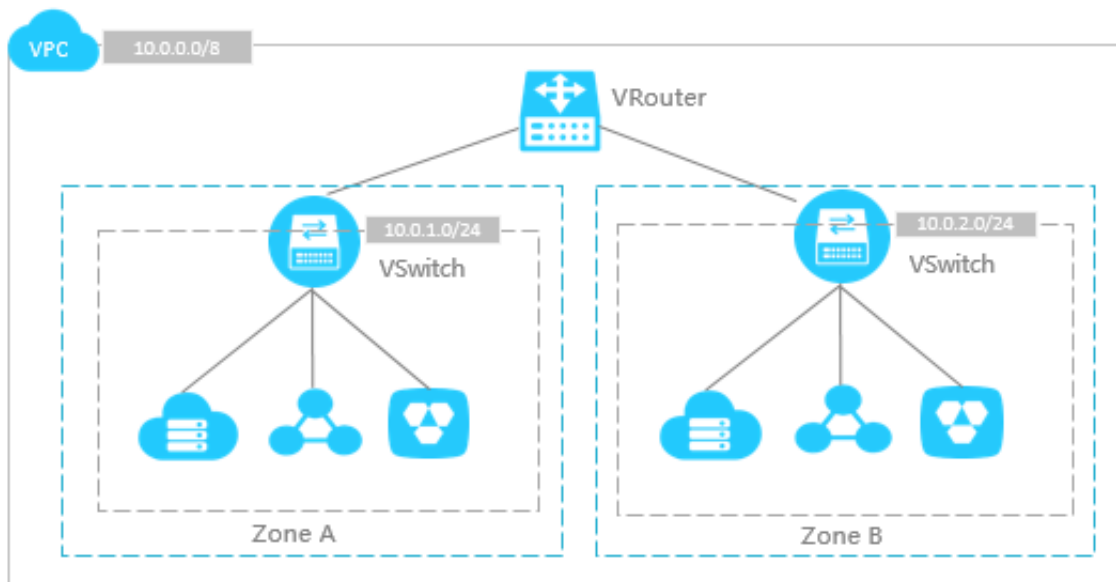 VPC
10.0.0.0/8
VRouter
10.0.1.0/24
VSwitch
10.0.2.0/24
VSwitch
Zone A
Zone B